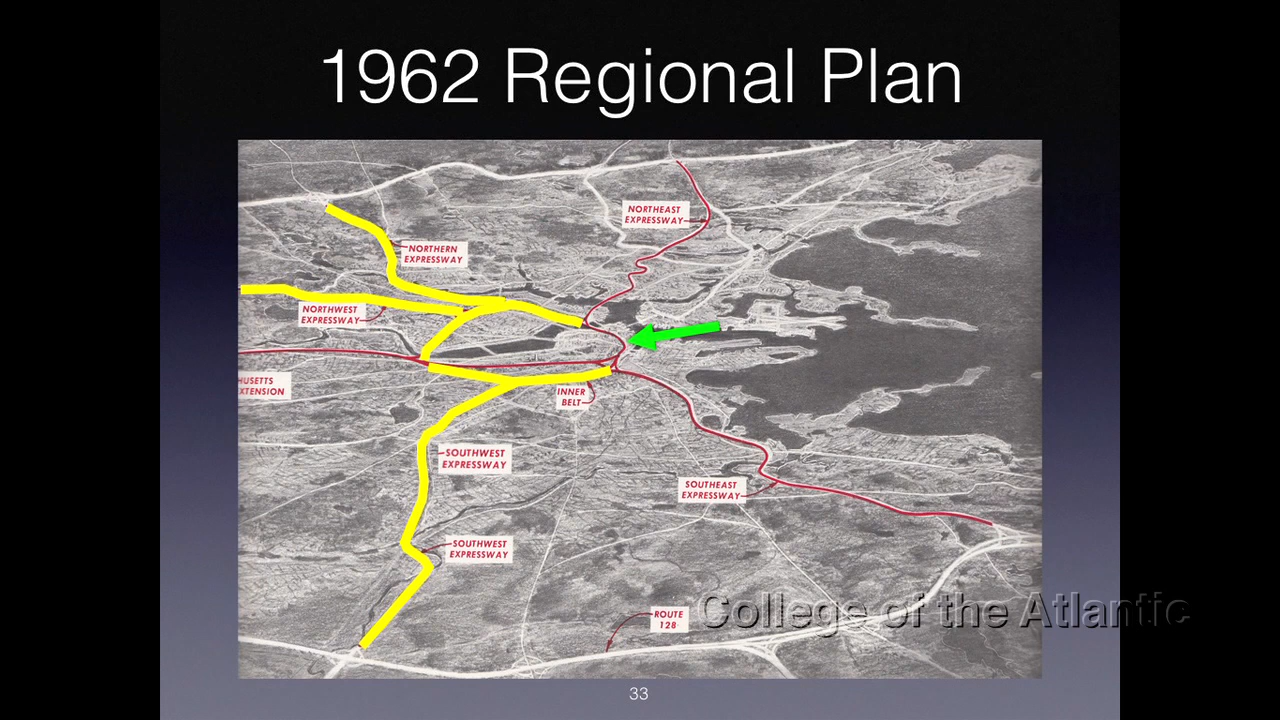 1962 Regional Plan
NORTHEAST
EXPRESSWAY
NORTHERN
EXPRESSWAY
NORTHWEST
EXPRESSWAY
HUSETTS
XTENSION
INNER
BELT
SOUTHWEST
EXPRESSWAY
SOUTHEAST
EXPRESSWAY
SOUTHWEST
EXPRESSWAY
ROUTE
128
College of the Atlantic
33